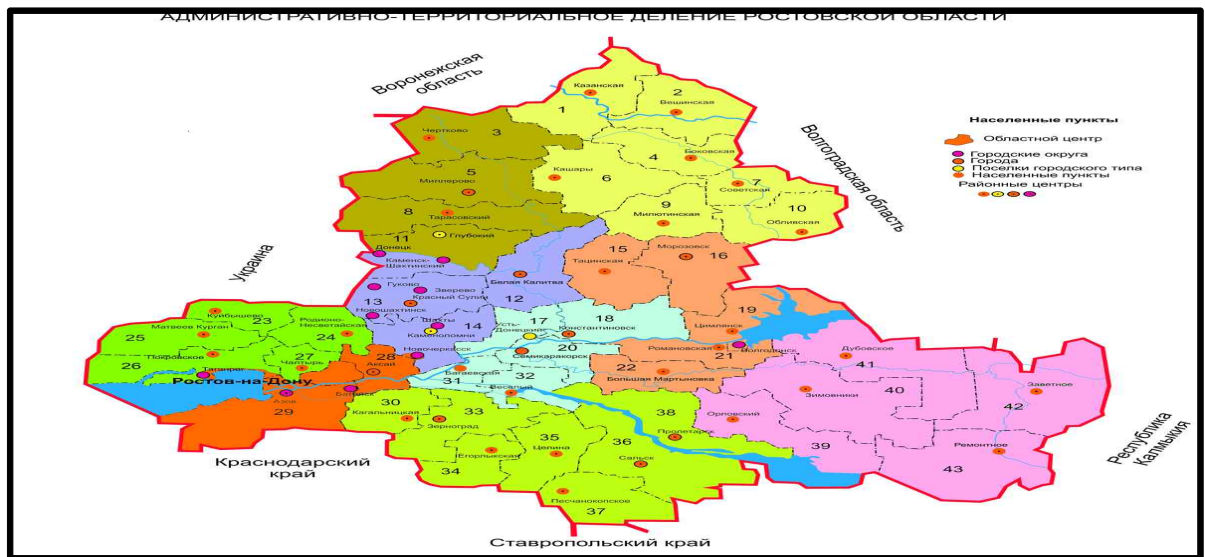 АДМИНИСТРАТИВНО-ТЕРРИТОРИАЛЬНОЕ ДЕЛЕНИЕ РОСТОВСКОЙ ОБЛАСТИ
Воронежская
область
Казанская
2
1
Вешинская
3
Чертково
4
Боковская
5
Кашары
6
Миллерово
7
Советская
8
Тарасовский
9
Милютинская
10
Обливская
11
Глубокий
Волгоградская область
Населенные пункты
Областной центр
Городские округа
Города
Поселки городского типа
Населенные пункты
Районные центры
Украина
Донецк
Каменск-
Шахтинский
15
Морозовск
16
Тацинская
Белая Калитва
Гуково
Зверево
Красный Сулин
12
13
Новошахтинск
Шахты
14
Каменоломни
17
Усть-
Донецкий
18
Константиновск
19
Цимлянск
Куйбышево
23
Матвеев Курган
Родионо-
Несветайская
24
25
Покровское
26
27
Чалтырь
28
Аксай
Новочеркасск
20
Семикаракорск
Романовская
21
Волгодонск
22
Большая Мартыновка
Таганрог
Ростов-на-Дону
Багаевская
31
32
Веселый
Азов
Батайск
29
30
Кагальницкая
33
Зерноград
34
Егорлыкская
35
Целина
36
Сальск
Песчанокопское
37
38
Пролетарск
Орловский
Дубовское
41
Зимовники
40
Заветное
42
39
Ремонтное
43
Краснодарский
край
Республика
Калмыкия
Ставропольский край